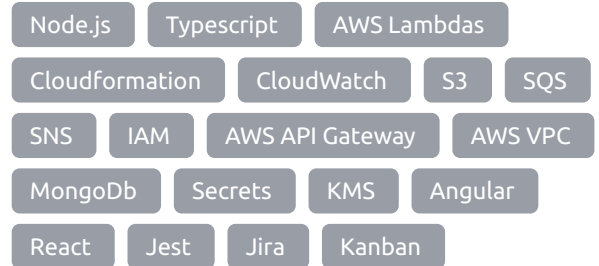 Node.js Typescript AWS Lambdas
Cloudformation CloudWatch S3 SQS
SNS IAM AWS API Gateway AWS VPC
MongoDb Secrets KMS Angular
React Jest Jira Kanban